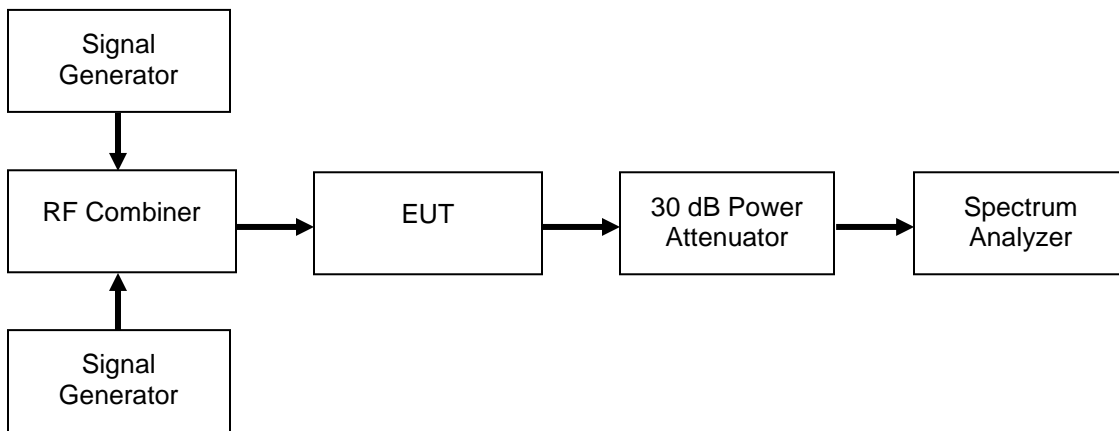 Signal
Generator
RF Combiner
EUT
30 dB Power
Attenuator
Spectrum
Analyzer
Signal
Generator